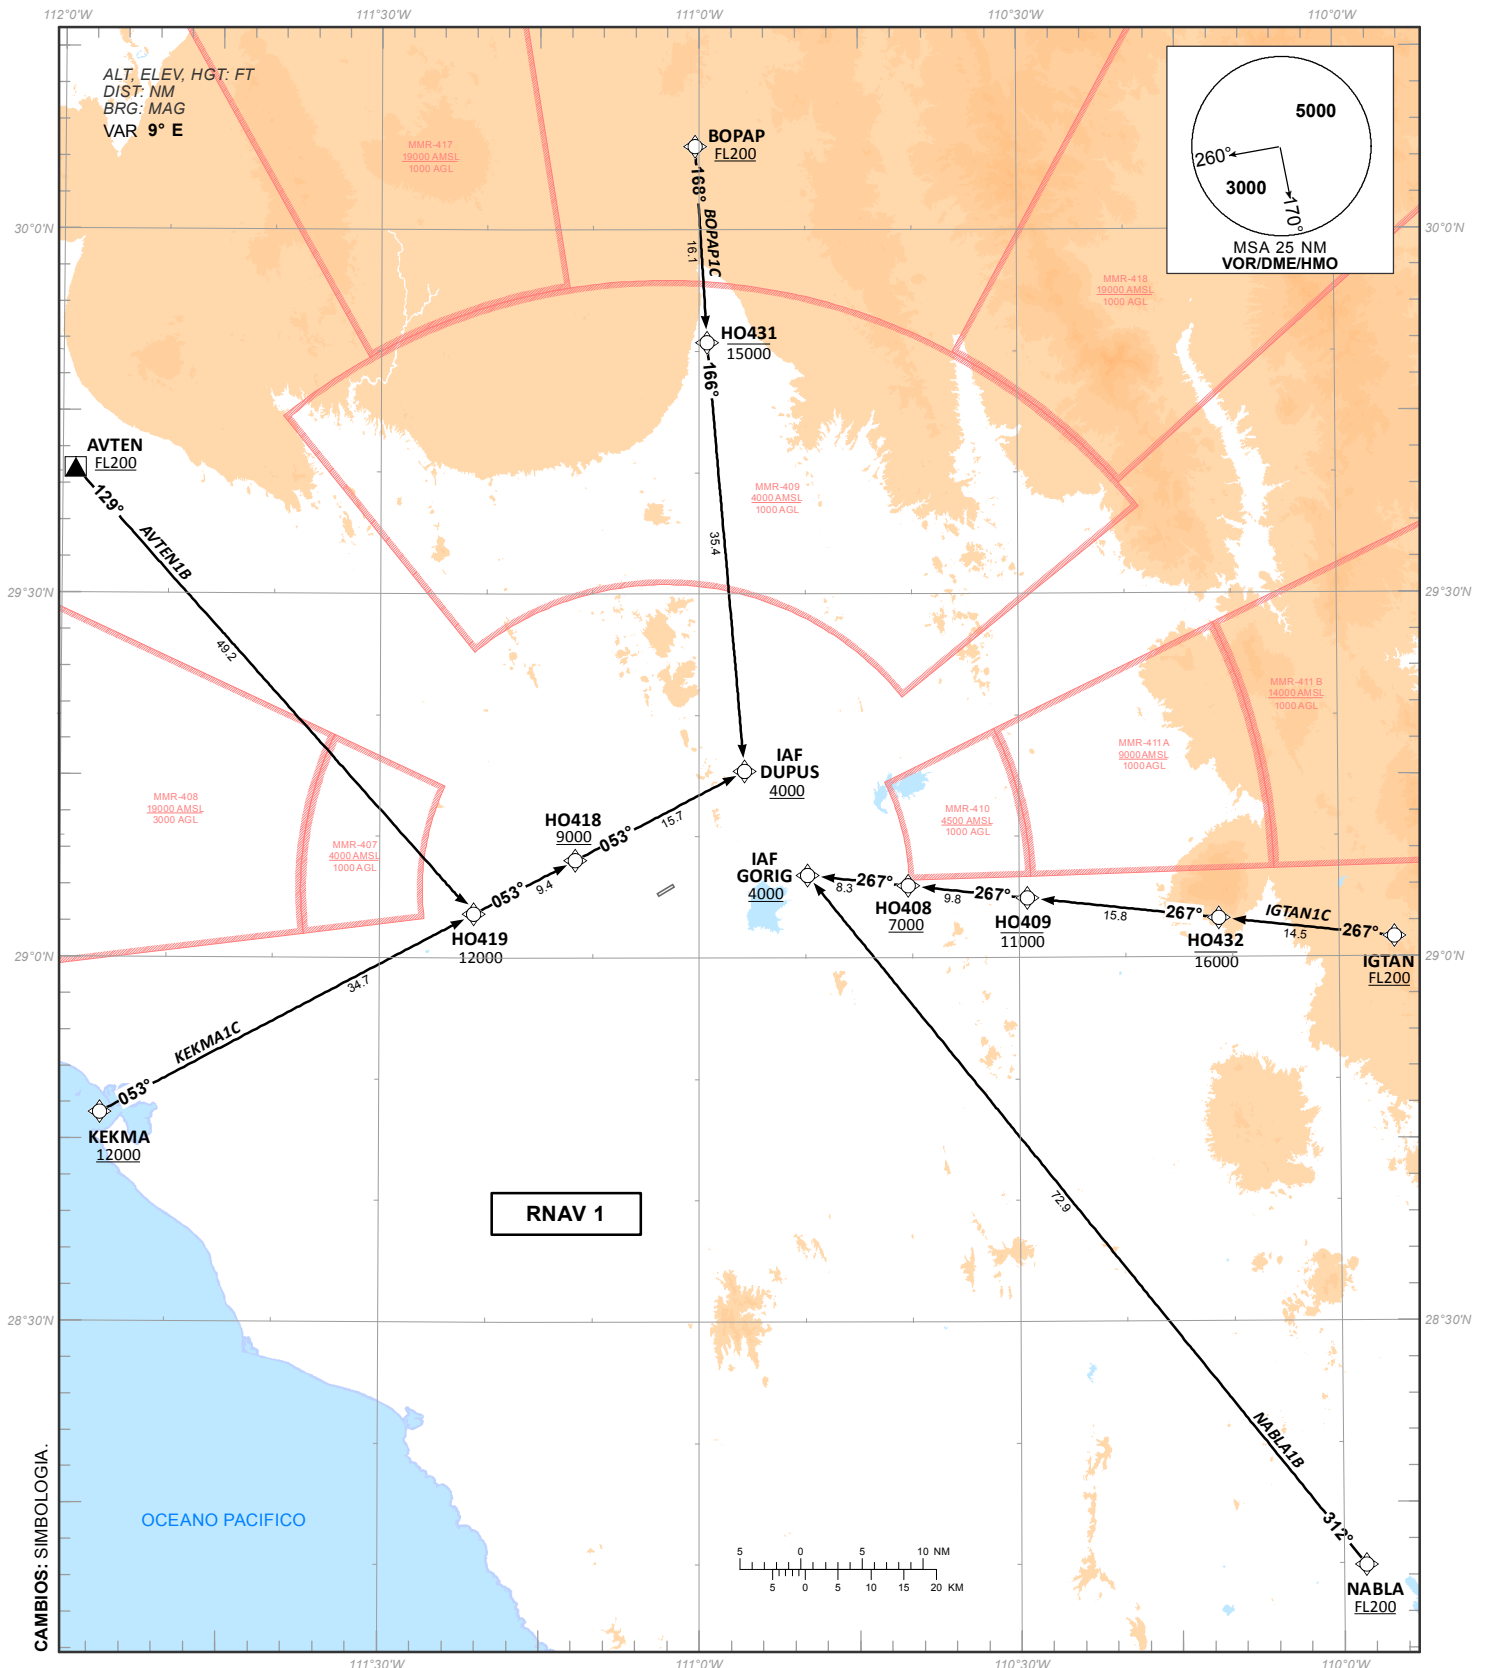 112°0'W
111°30'W
111°0'W
110°30'W
110°0'W
ALT, ELEV, HGT: FT
DIST: NM
BRG: MAG
VAR 9° E
MMR-417
19000 AMSL
1000 AGL
BOPAP
FL200
168°
BOPAP1C
16.1
5000
260°
3000
170°
MSA 25 NM
VOR/DME/HMO
30°0'N
30°0'N
MMR-418
19000 AMSL
1000 AGL
HO431
15000
166°
AVTEN
FL200
129°
AVTEN1B
49.2
MMR-409
4000 AMSL
1000 AGL
35.4
29°30'N
29°30'N
MMR-411 B
14000 AMSL
1000 AGL
MMR-411 A
9000 AMSL
1000 AGL
IAF
DUPUS
4000
MMR-408
19000 AMSL
3000 AGL
MMR-407
4000 AMSL
1000 AGL
MMR-410
4500 AMSL
1000 AGL
HO418
9000
053°
15.7
053°
9.4
HO419
12000
IAF
GORIG
4000
8.3
267°
HO408
7000
9.8
267°
HO409
11000
15.8
267°
HO432
16000
IGTAN1C
14.5
267°
IGTAN
FL200
29°0'N
29°0'N
34.7
KEKMA1C
053°
KEKMA
12000
RNAV 1
72.9
28°30'N
28°30'N
NABLA1B
312°
NABLA
FL200
OCEANO PACIFICO
CAMBIOS: SIMBOLOGIA.
5 0 5 10 NM
5 0 5 10 15 20 KM
111°30'W
111°0'W
110°30'W
110°0'W